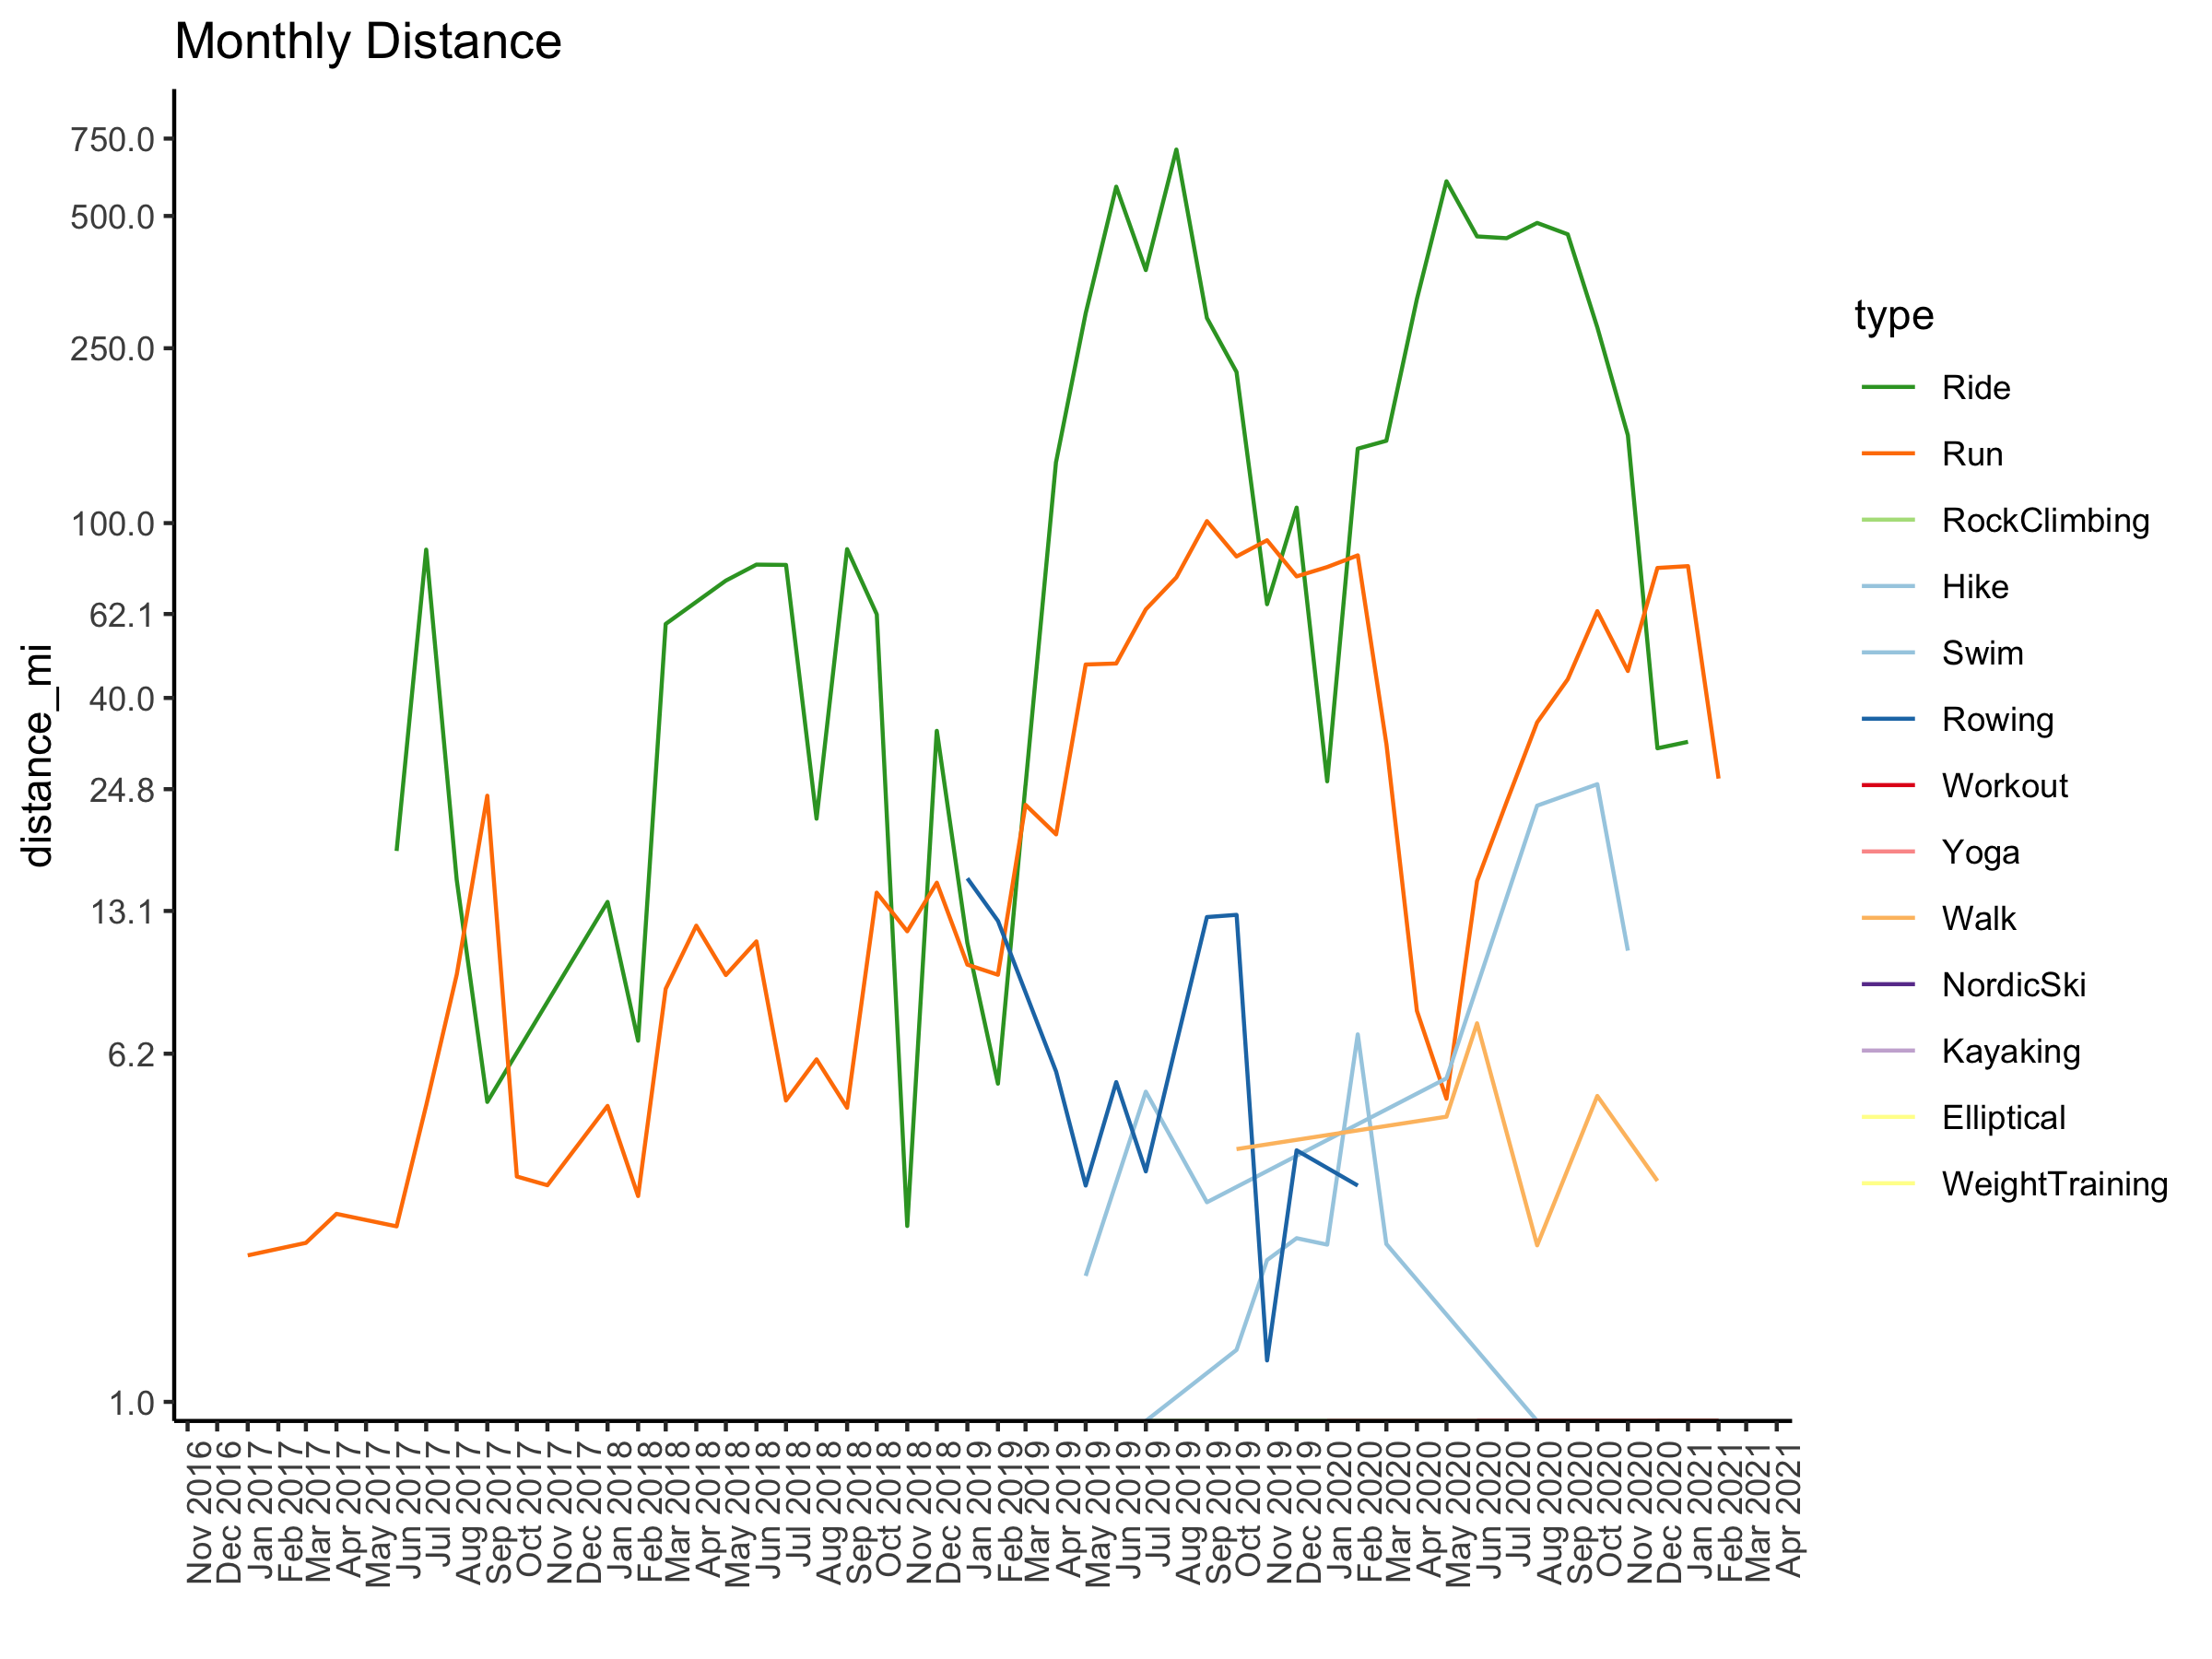 Monthly Distance
distance_mi
750.0
500.0
250.0
100.0
62.1
40.0
24.8
13.1
6.2
1.0
Nov 2016
Dec 2016
Jan 2017
Feb 2017
Mar 2017
Apr 2017
May 2017
Jun 2017
Jul 2017
Aug 2017
Sep 2017
Oct 2017
Nov 2017
Dec 2017
Jan 2018
Feb 2018
Mar 2018
Apr 2018
May 2018
Jun 2018
Jul 2018
Aug 2018
Sep 2018
Oct 2018
Nov 2018
Dec 2018
Jan 2019
Feb 2019
Mar 2019
Apr 2019
May 2019
Jun 2019
Jul 2019
Aug 2019
Sep 2019
Oct 2019
Nov 2019
Dec 2019
Jan 2020
Feb 2020
Mar 2020
Apr 2020
May 2020
Jun 2020
Jul 2020
Aug 2020
Sep 2020
Oct 2020
Nov 2020
Dec 2020
Jan 2021
Feb 2021
Mar 2021
Apr 2021
type
Ride
Run
RockClimbing
Hike
Swim
Rowing
Workout
Yoga
Walk
NordicSki
Kayaking
Elliptical
WeightTraining